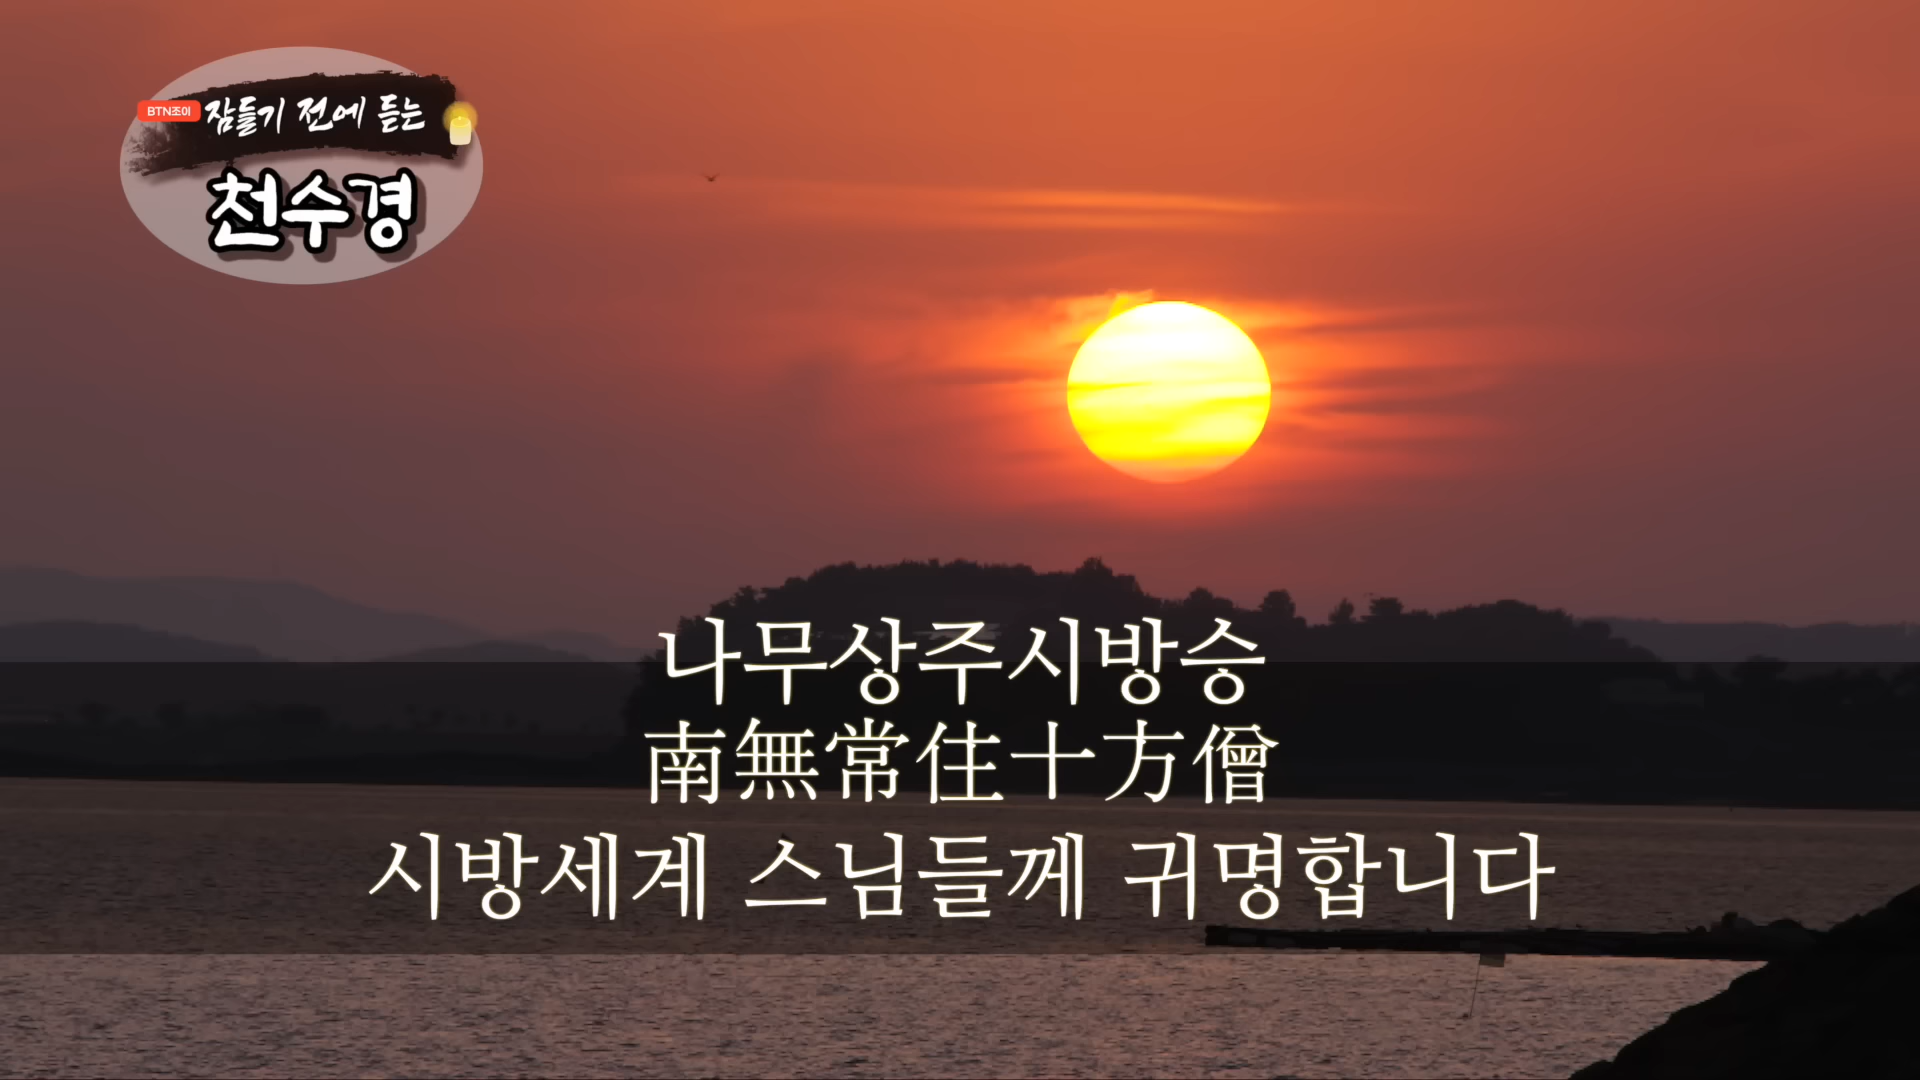 BTN조이
잠들기 전에 듣는
천수경
나무상주시방승
南無常住十方僧
시방세계 스님들께 귀명합니다